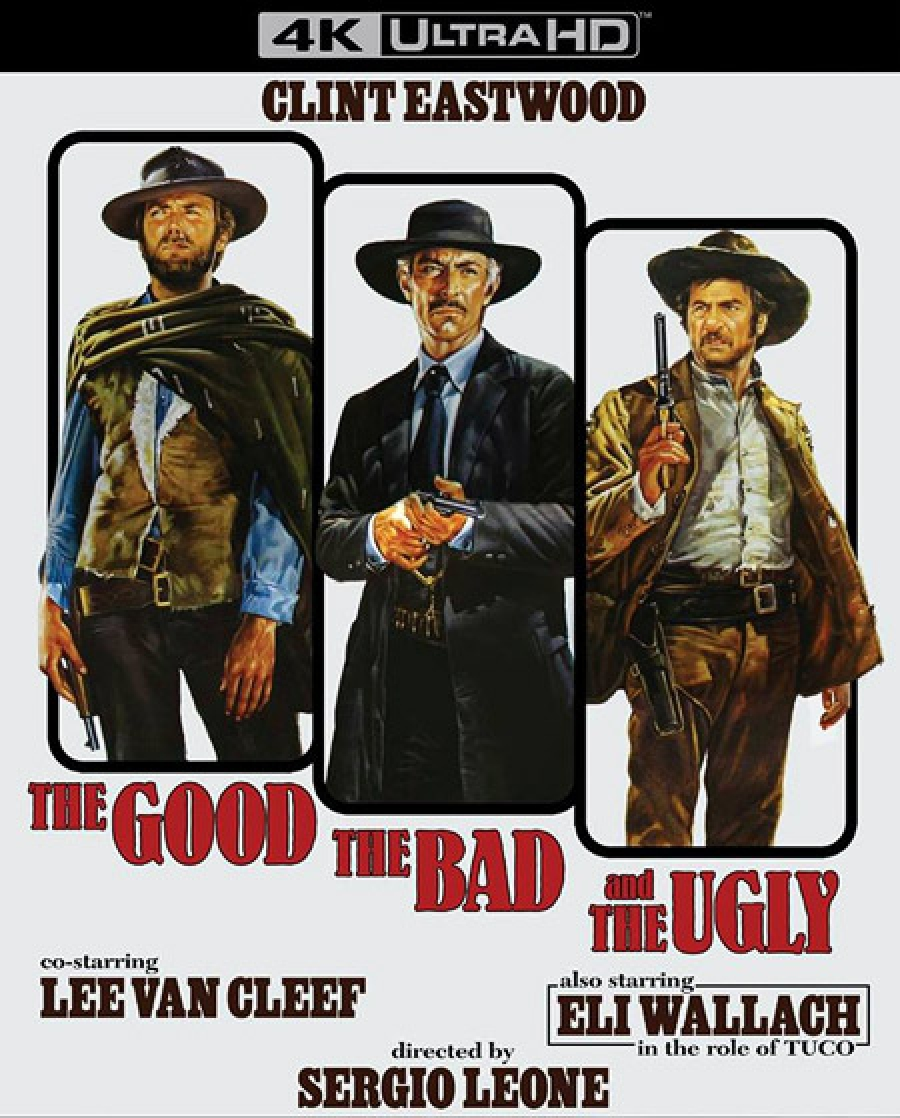 4K ULTRA HD™
CLINT EASTWOOD
THE GOOD
THE BAD
and
THE UGLY
co-starring
LEE VAN CLEEF
also starring
ELI WALLACH
in the role of TUCO
directed by
SERGIO LEONE